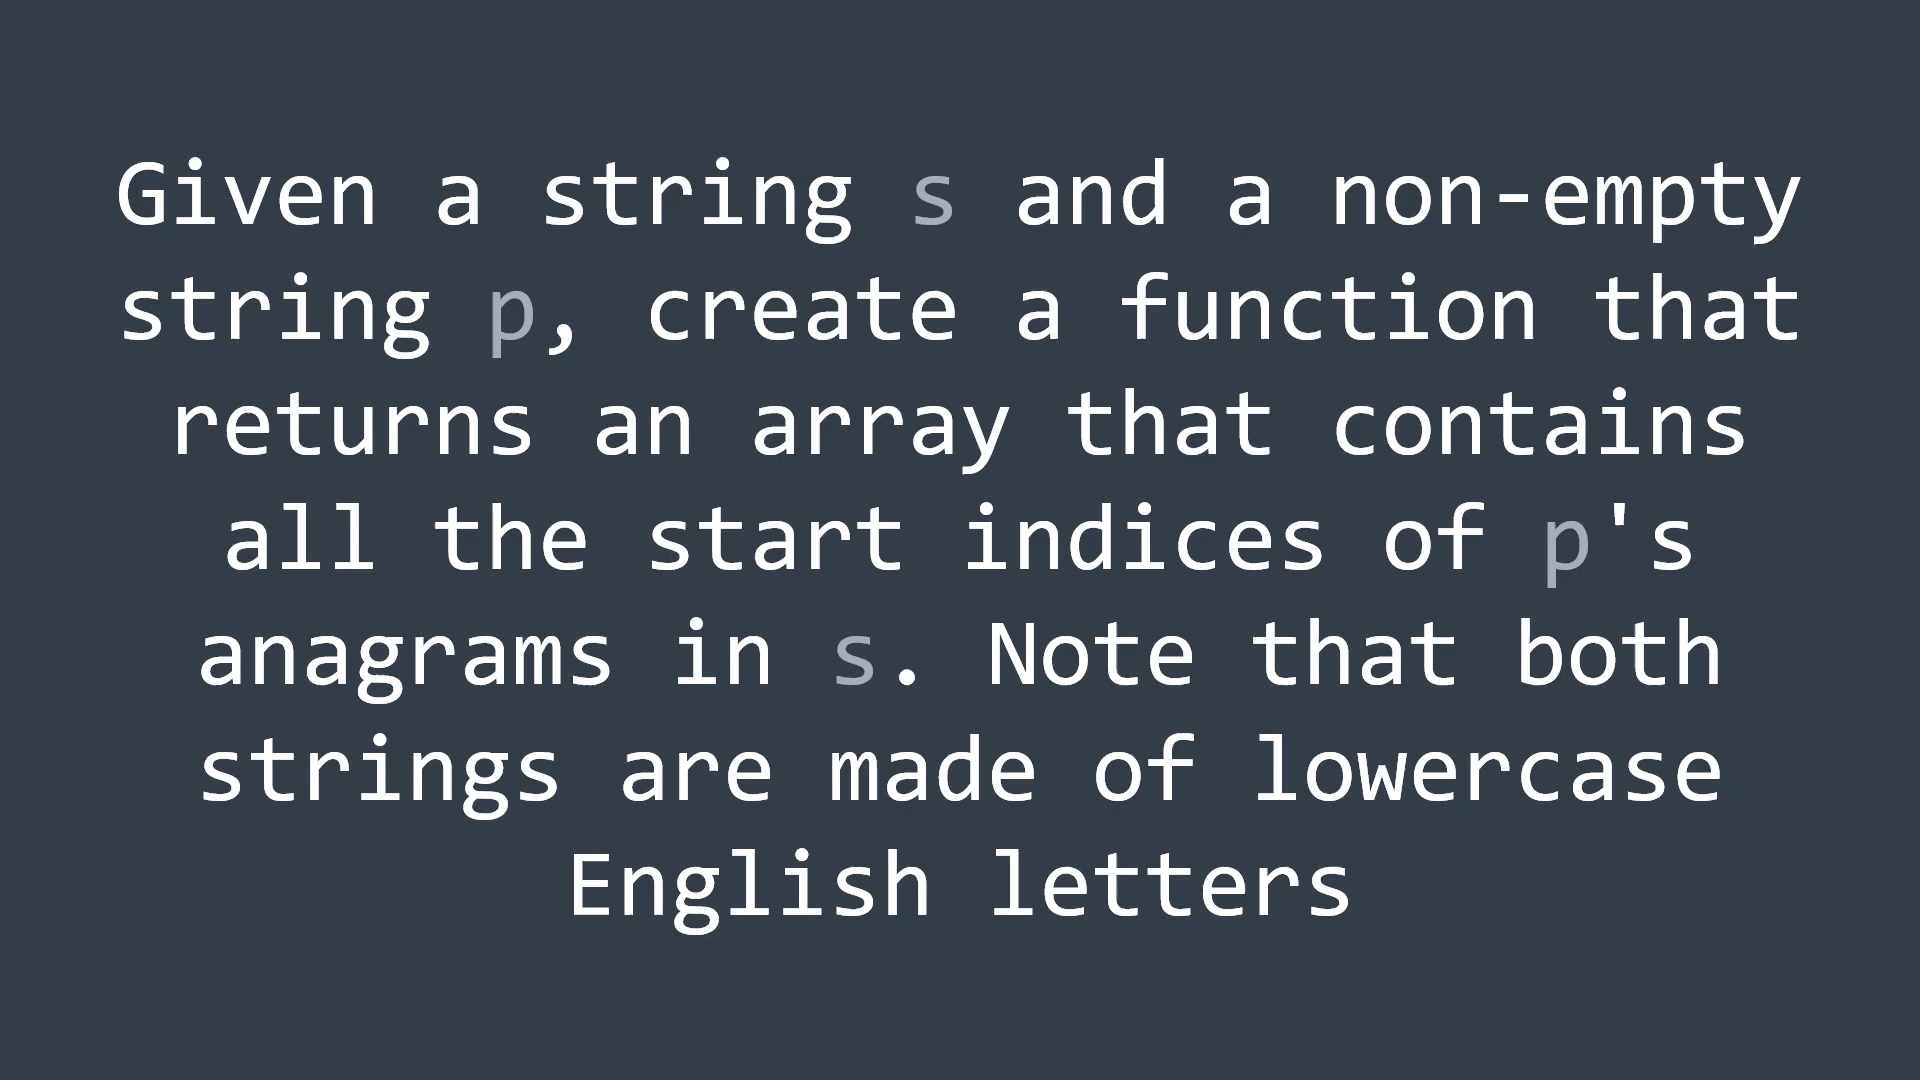 Given a string s and a non-empty
string p, create a function that
returns an array that contains
all the start indices of p's
anagrams in s. Note that both
strings are made of lowercase
English letters